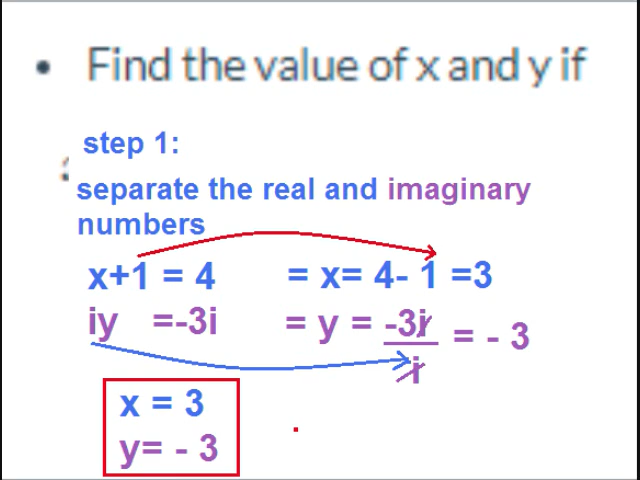 • Find the value of x and y if
step 1:
separate the real and imaginary
numbers
x+1 = 4 = x= 4- 1 =3
iy =-3i = y = -3i/i = - 3
x = 3
y= - 3